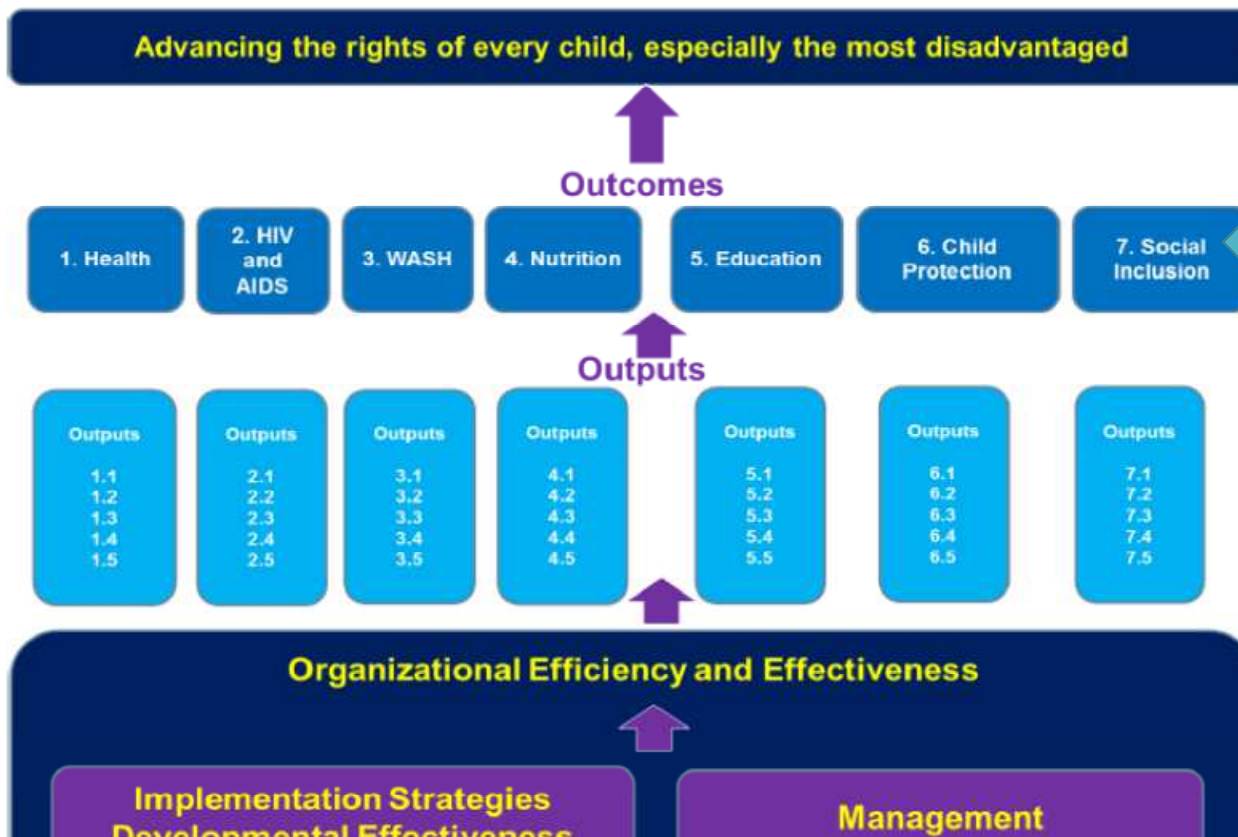 Advancing the rights of every child, especially the most disadvantaged
Outcomes
1. Health
2. HIV
and
AIDS
3. WASH
4. Nutrition
5. Education
6. Child
Protection
7. Social
Inclusion
Outputs
Outputs
1.1
1.2
1.3
1.4
1.5
Outputs
2.1
2.2
2.3
2.4
2.5
Outputs
3.1
3.2
3.3
3.4
3.5
Outputs
4.1
4.2
4.3
4.4
4.5
Outputs
5.1
5.2
5.3
5.4
5.5
Outputs
6.1
6.2
6.3
6.4
6.5
Outputs
7.1
7.2
7.3
7.4
7.5
Organizational Efficiency and Effectiveness
Implementation Strategies
Developmental Effectiveness
Management